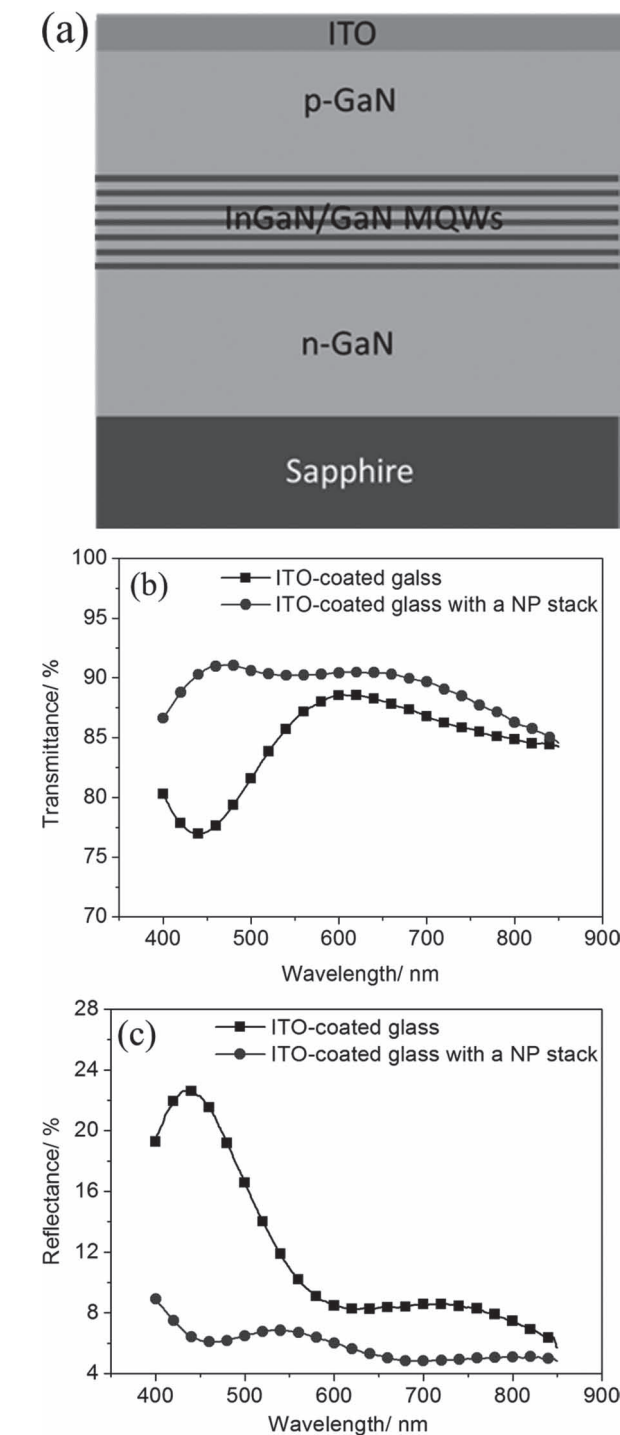 (a)
ITO
p-GaN
InGaN/GaN MQWs
n-GaN
Sapphire
(b)
ITO-coated galss
ITO-coated glass with a NP stack
100
95
90
85
80
75
70
Transmittance/ %
400 500 600 700 800 900
Wavelength/ nm
(c)
ITO-coated glass
ITO-coated glass with a NP stack
28
24
20
16
12
8
4
Reflectance/ %
400 500 600 700 800 900
Wavelength/ nm